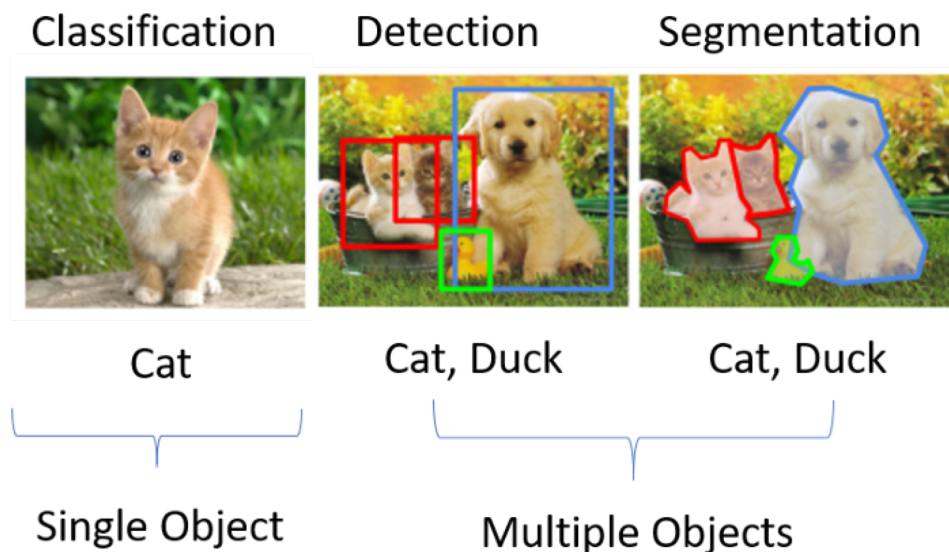 Classification Detection Segmentation
Cat Cat, Duck Cat, Duck
Single Object Multiple Objects